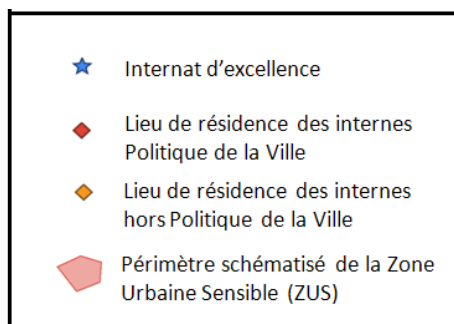 Internat d'excellence
Lieu de résidence des internes
Politique de la Ville
Lieu de résidence des internes
hors Politique de la Ville
Périmètre schématisé de la Zone
Urbaine Sensible (ZUS)